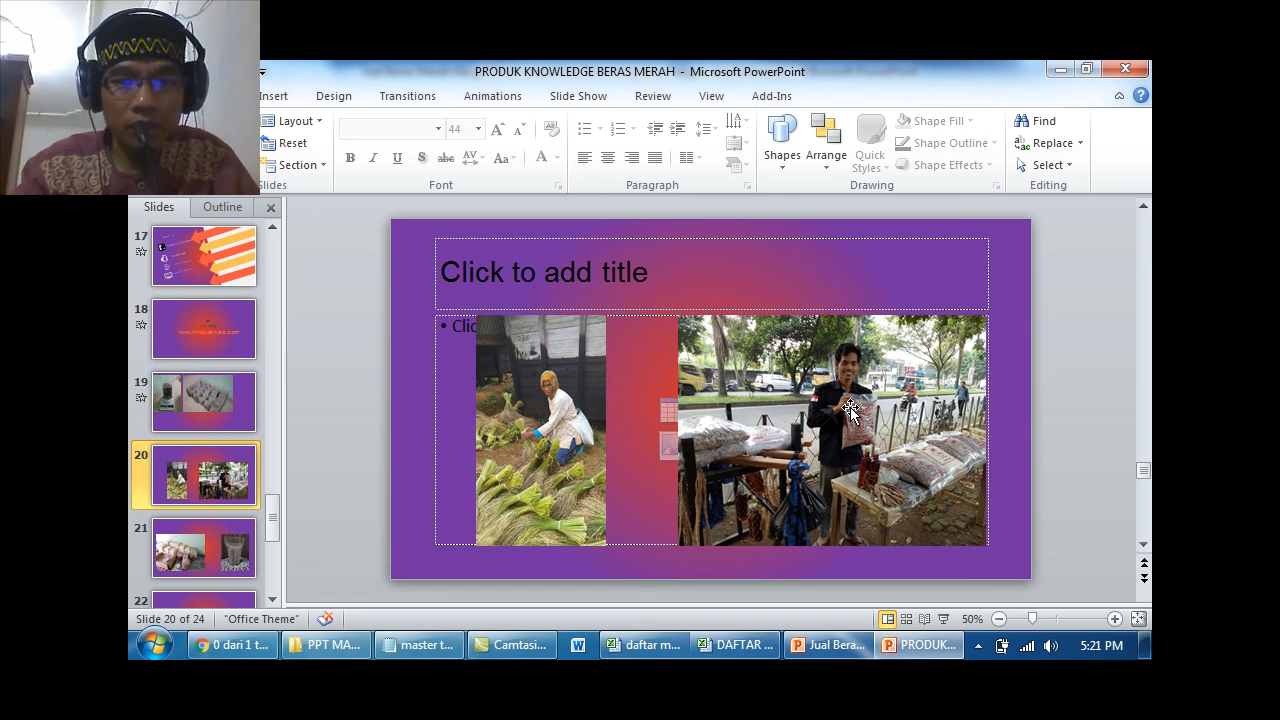 PRODUK KNOWLEDGE BERAS MERAH - Microsoft PowerPoint
Insert Design Transitions Animations Slide Show Review View Add-Ins
Layout
Reset
Section
Slides
44
Font
Paragraph
Shapes
Arrange
Quick
Styles
Shape Fill
Shape Outline
Shape Effects
Drawing
Find
Replace
Select
Editing
Slides Outline
17
18
19
20
21
22
Click to add title
• Clic
Slide 20 of 24 "Office Theme" 50%
0 dari 1 t... PPT MA... master t... Camtasi... daftar m... DAFTAR ... Jual Bera... PRODUK... 5:21 PM